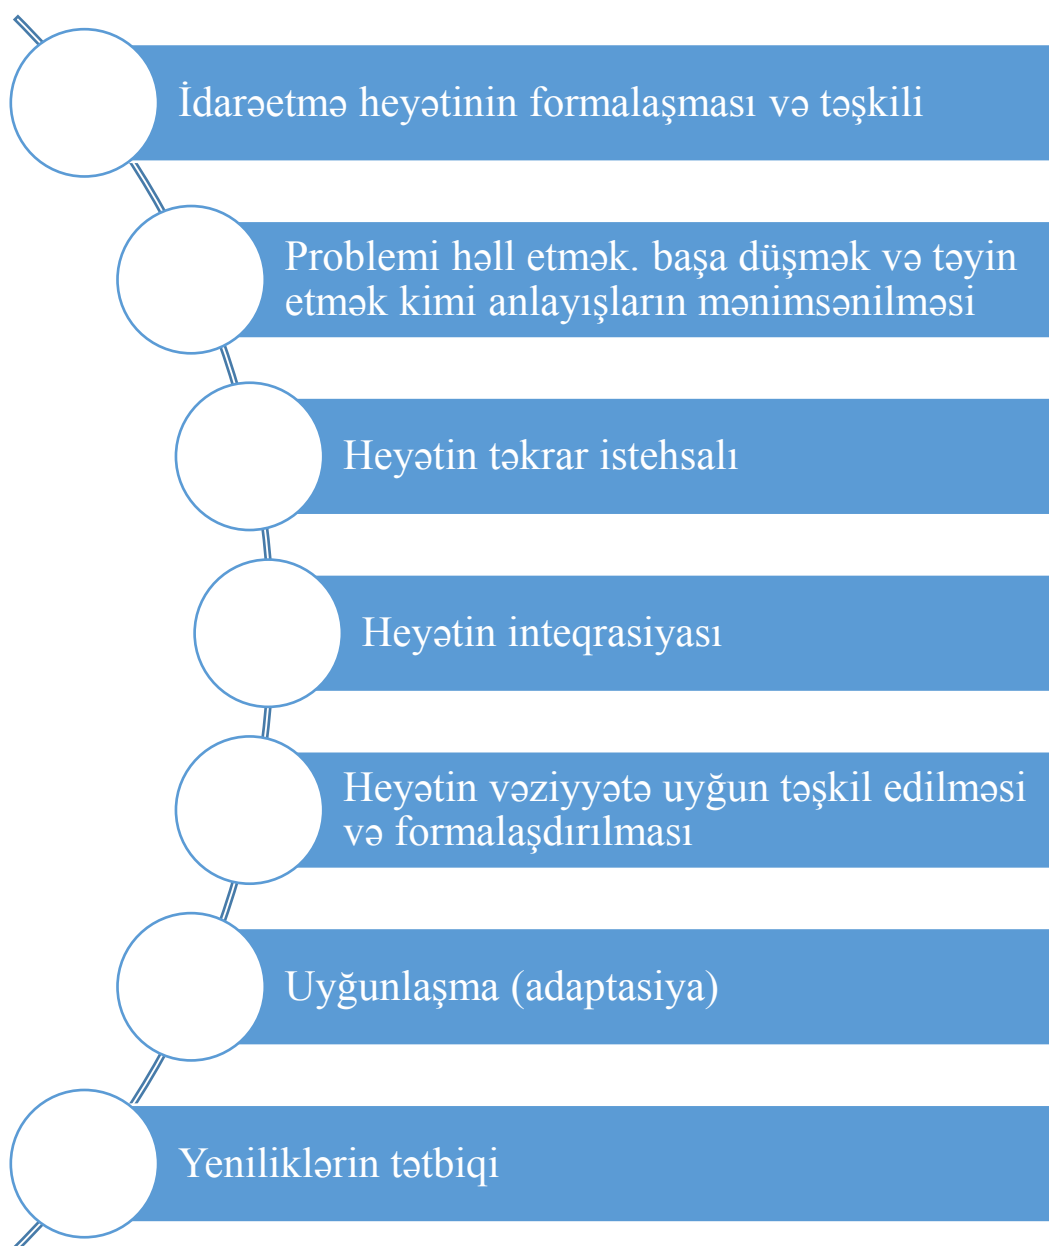 İdarəetmə heyətinin formalaşması və təşkili
Problemi həll etmək. başa düşmək və təyin
etmək kimi anlayışların mənimsənilməsi
Heyətin təkrar istehsalı
Heyətin inteqrasiyası
Heyətin vəziyyətə uyğun təşkil edilməsi
və formalaşdırılması
Uyğunlaşma (adaptasiya)
Yeniliklərin tətbiqi